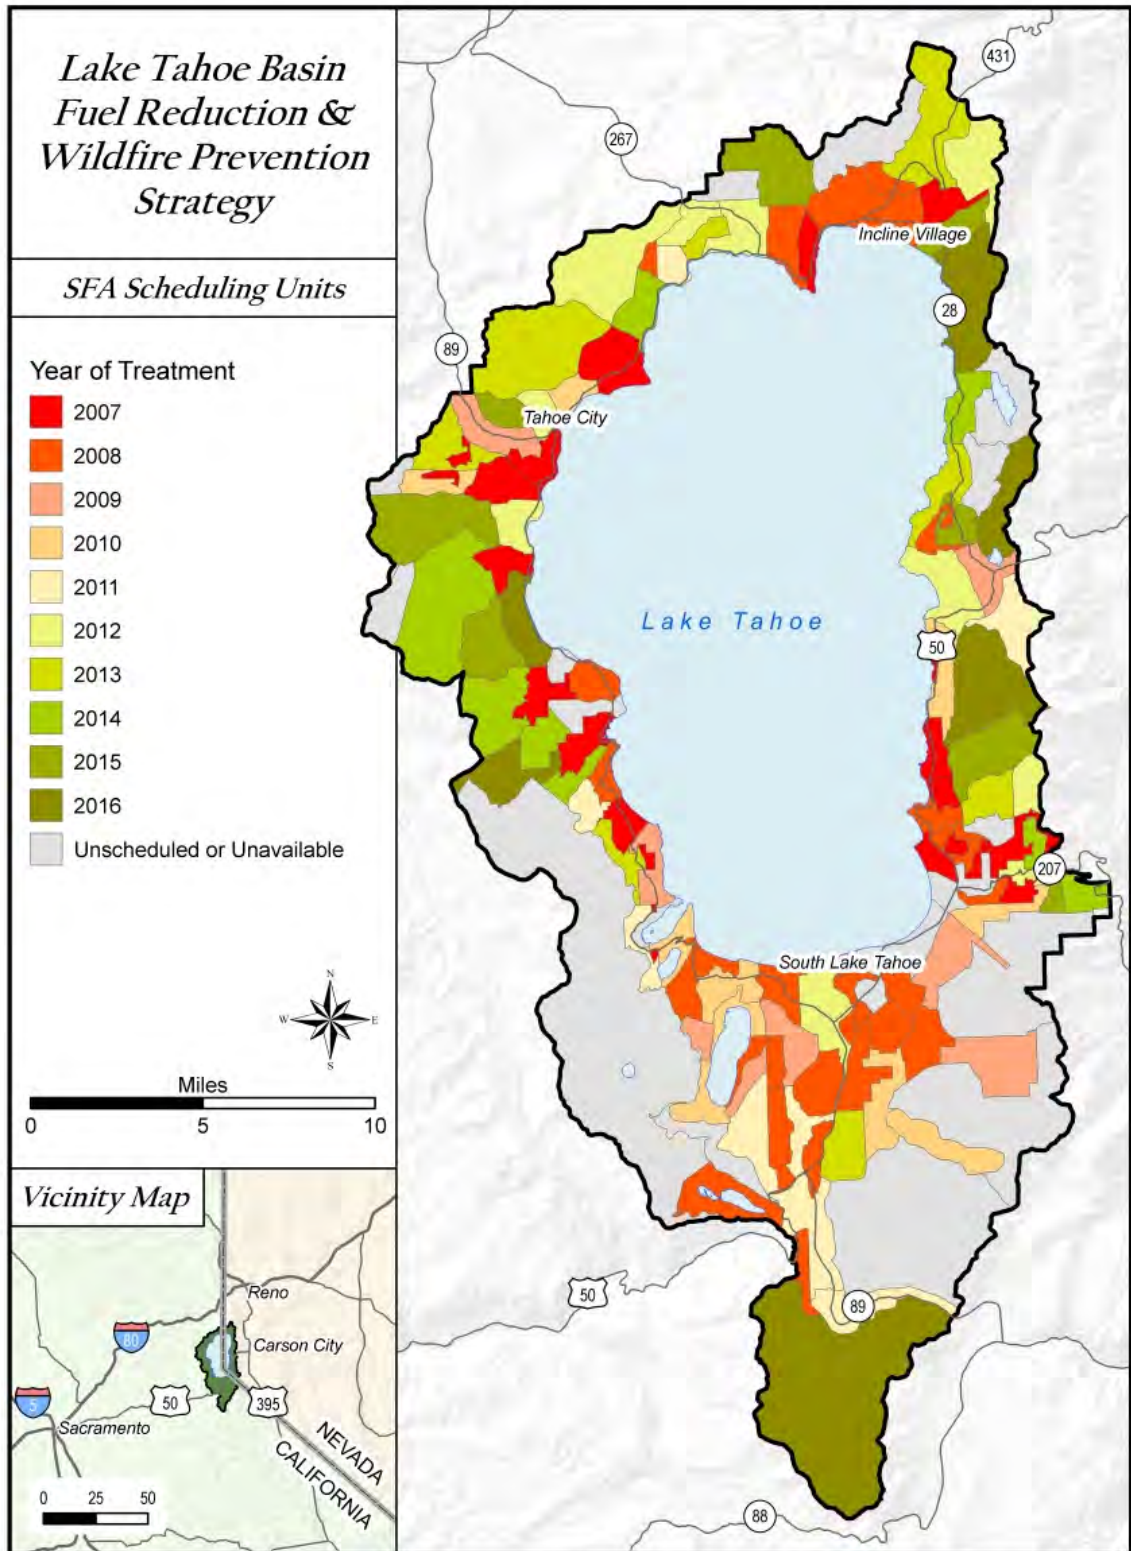 Lake Tahoe Basin
Fuel Reduction &
Wildfire Prevention
Strategy
SFA Scheduling Units
Year of Treatment
2007
2008
2009
2010
2011
2012
2013
2014
2015
2016
Unscheduled or Unavailable
N
W E
S
Miles
0 5 10
Vicinity Map
Reno
80
Carson City
50
395
5
Sacramento
NEVADA
CALIFORNIA
0 25 50
431
267
Incline Village
28
89
Tahoe City
Lake Tahoe
50
207
South Lake Tahoe
50
89
88